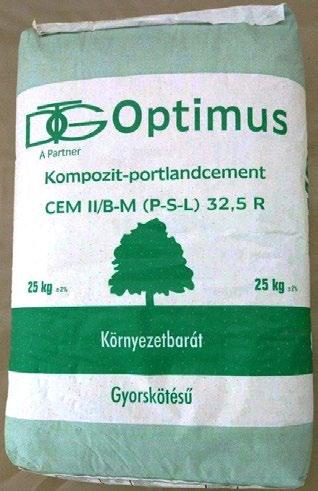 DTG Optimus
A Partner
Kompozit-portlandcement
CEM II/B-M (P-S-L) 32,5 R
25 kg ±2% 25 kg ±2%
Környezetbarát
Gyorskötésű